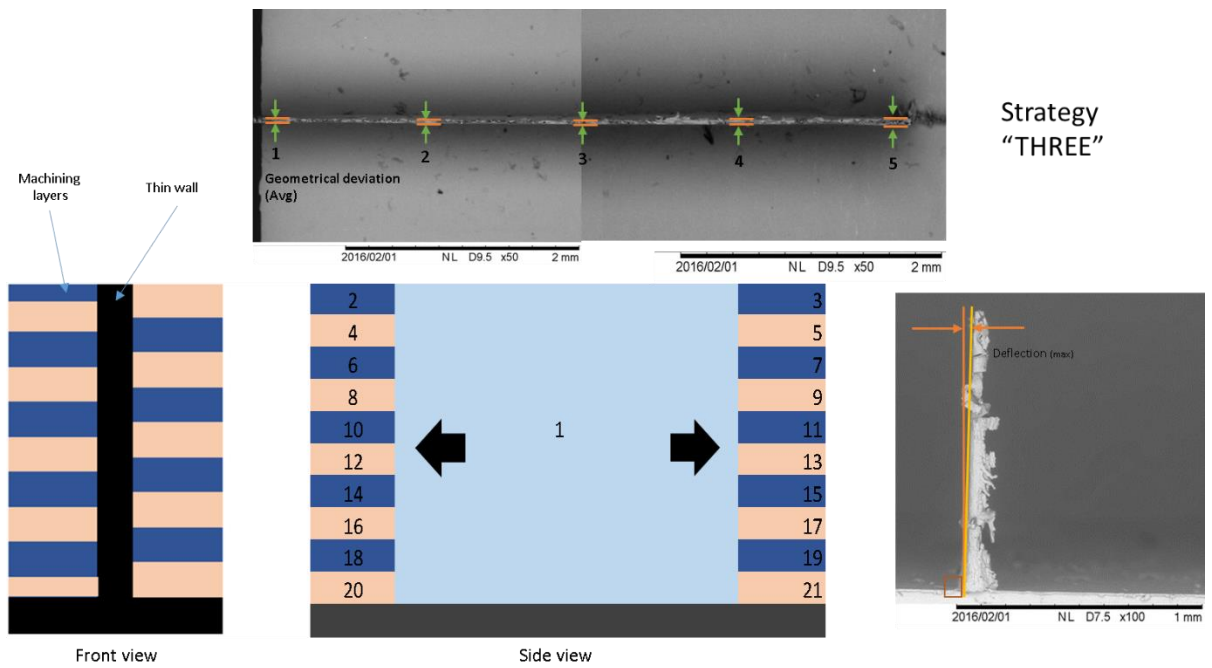 1
2
3
4
5
Geometrical deviation
(Avg)
2016/02/01 NL D9.5 x50 2 mm
2016/02/01 NL D9.5 x50 2 mm
Strategy
“THREE”
Machining
layers
Thin wall
Front view
2 3
4 5
6 7
8 9
10 1 11
12 13
14 15
16 17
18 19
20 21
Side view
Deflection (max)
2016/02/01 NL D7.5 x100 1 mm